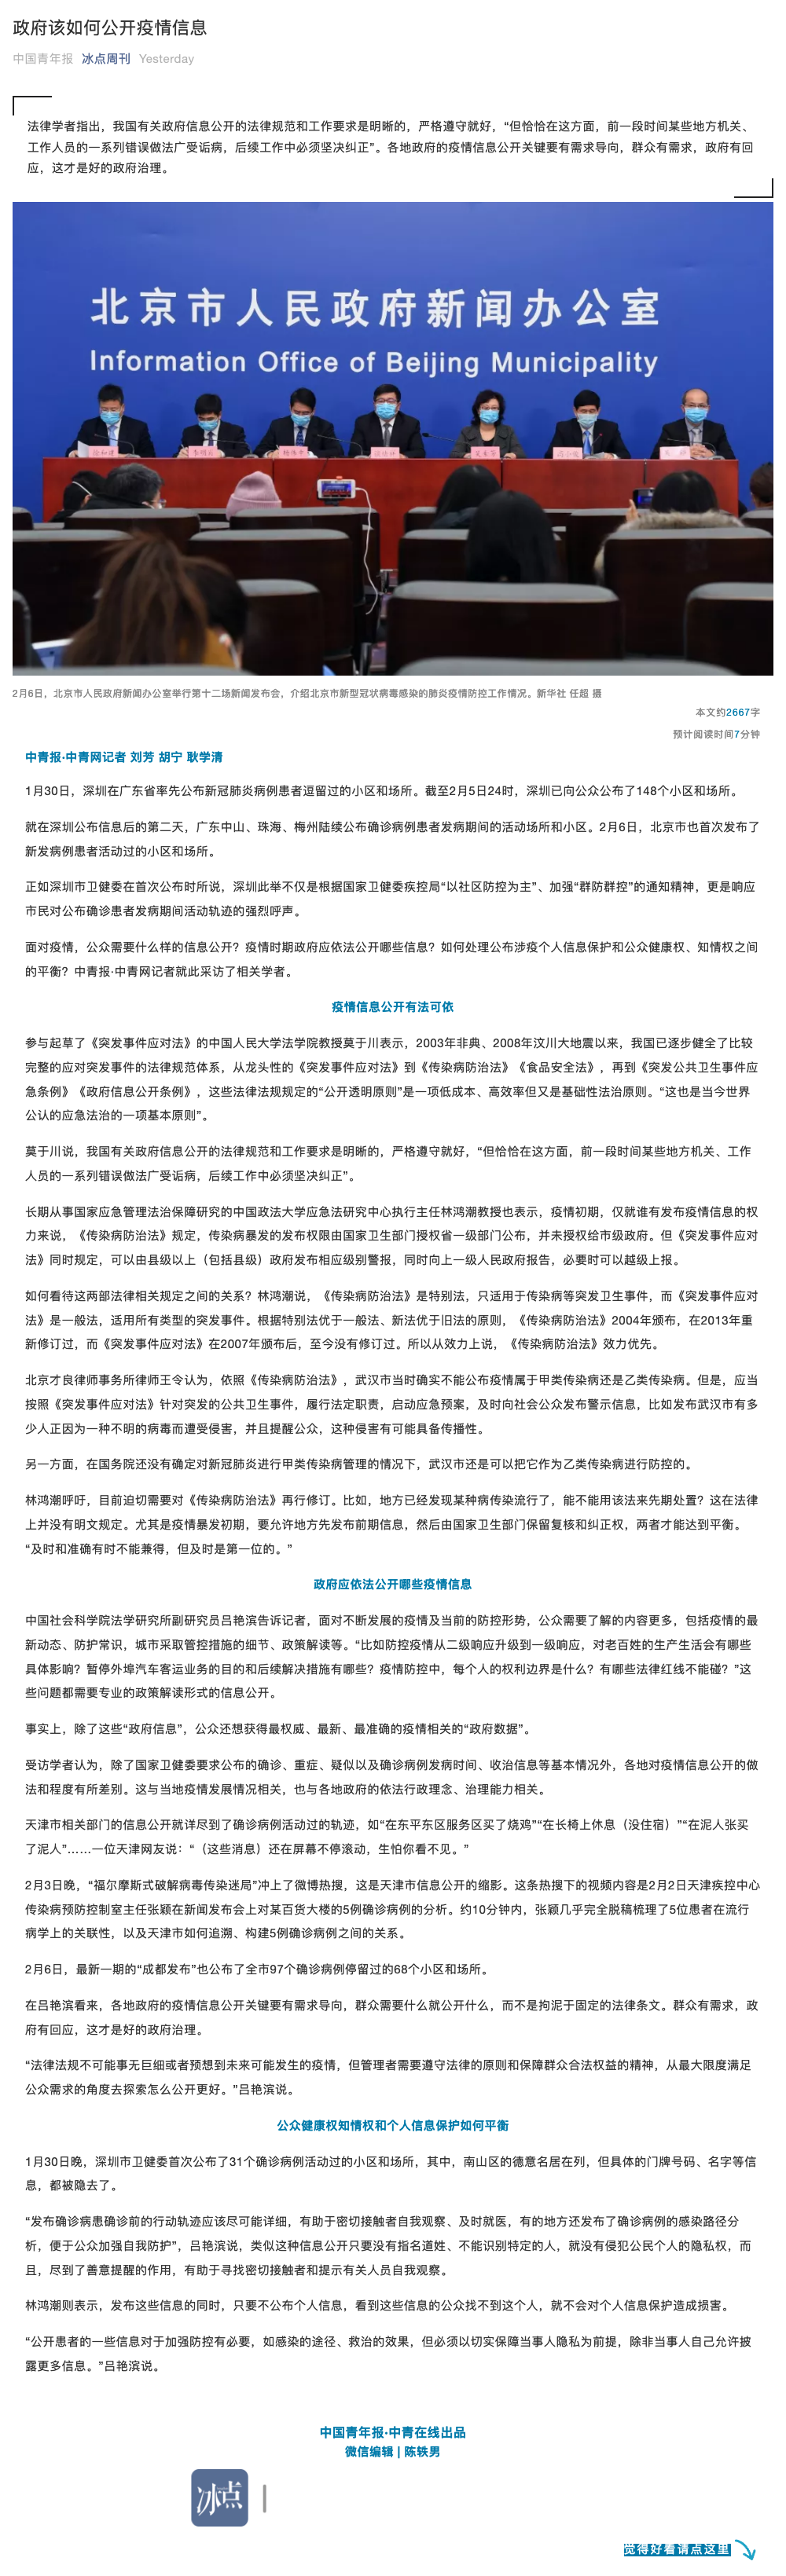 政府该如何公开疫情信息
中国青年报 冰点周刊 Yesterday
法律学者指出，我国有关政府信息公开的法律规范和工作要求是明晰的，严格遵守就好，“但恰恰在这方面，前一段时间某些地方机关、
工作人员的一系列错误做法广受诟病，后续工作中必须坚决纠正”。各地政府的疫情信息公开关键要有需求导向，群众有需求，政府有回
应，这才是好的政府治理。
北京市人民政府新闻办公室
Information Office of Beijing Municipality
2月6日，北京市人民政府新闻办公室举行第十二场新闻发布会，介绍北京市新型冠状病毒感染的肺炎疫情防控工作情况。新华社 任超 摄
本文约2667字
预计阅读时间7分钟
中青报·中青网记者 刘芳 胡宁 耿学清
1月30日，深圳在广东省率先公布新冠肺炎病例患者逗留过的小区和场所。截至2月5日24时，深圳已向公众公布了148个小区和场所。
就在深圳公布信息后的第二天，广东中山、珠海、梅州陆续公布确诊病例患者发病期间的活动场所和小区。2月6日，北京市也首次发布了
新发病例患者活动过的小区和场所。
正如深圳市卫健委在首次公布时所说，深圳此举不仅是根据国家卫健委疾控局“以社区防控为主”、加强“群防群控”的通知精神，更是响应
市民对公布确诊患者发病期间活动轨迹的强烈呼声。
面对疫情，公众需要什么样的信息公开？疫情时期政府应依法公开哪些信息？如何处理公布涉疫个人信息保护和公众健康权、知情权之间
的平衡？中青报·中青网记者就此采访了相关学者。
疫情信息公开有法可依
参与起草了《突发事件应对法》的中国人民大学法学院教授莫于川表示，2003年非典、2008年汶川大地震以来，我国已逐步健全了比较
完整的应对突发事件的法律规范体系，从龙头性的《突发事件应对法》到《传染病防治法》《食品安全法》，再到《突发公共卫生事件应
急条例》《政府信息公开条例》，这些法律法规规定的“公开透明原则”是一项低成本、高效率但又是基础性法治原则。“这也是当今世界
公认的应急法治的一项基本原则”。
莫于川说，我国有关政府信息公开的法律规范和工作要求是明晰的，严格遵守就好，“但恰恰在这方面，前一段时间某些地方机关、工作
人员的一系列错误做法广受诟病，后续工作中必须坚决纠正”。
长期从事国家应急管理法治保障研究的中国政法大学应急法研究中心执行主任林鸿潮教授也表示，疫情初期，仅就谁有发布疫情信息的权
力来说，《传染病防治法》规定，传染病暴发的发布权限由国家卫生部门授权省一级部门公布，并未授权给市级政府。但《突发事件应对
法》同时规定，可以由县级以上（包括县级）政府发布相应级别警报，同时向上一级人民政府报告，必要时可以越级上报。
如何看待这两部法律相关规定之间的关系？林鸿潮说，《传染病防治法》是特别法，只适用于传染病等突发卫生事件，而《突发事件应对
法》是一般法，适用所有类型的突发事件。根据特别法优于一般法、新法优于旧法的原则，《传染病防治法》2004年颁布，在2013年重
新修订过，而《突发事件应对法》在2007年颁布后，至今没有修订过。所以从效力上说，《传染病防治法》效力优先。
北京才良律师事务所律师王令认为，依照《传染病防治法》，武汉市当时确实不能公布疫情属于甲类传染病还是乙类传染病。但是，应当
按照《突发事件应对法》针对突发的公共卫生事件，履行法定职责，启动应急预案，及时向社会公众发布警示信息，比如发布武汉市有多
少人正因为一种不明的病毒而遭受侵害，并且提醒公众，这种侵害有可能具备传播性。
另一方面，在国务院还没有确定对新冠肺炎进行甲类传染病管理的情况下，武汉市还是可以把它作为乙类传染病进行防控的。
林鸿潮呼吁，目前迫切需要对《传染病防治法》再行修订。比如，地方已经发现某种病传染流行了，能不能用该法来先期处置？这在法律
上并没有明文规定。尤其是疫情暴发初期，要允许地方先发布前期信息，然后由国家卫生部门保留复核和纠正权，两者才能达到平衡。
“及时和准确有时不能兼得，但及时是第一位的。”
政府应依法公开哪些疫情信息
中国社会科学院法学研究所副研究员吕艳滨告诉记者，面对不断发展的疫情及当前的防控形势，公众需要了解的内容更多，包括疫情的最
新动态、防护常识，城市采取管控措施的细节、政策解读等。“比如防控疫情从二级响应升级到一级响应，对老百姓的生产生活会有哪些
具体影响？暂停外埠汽车客运业务的目的和后续解决措施有哪些？疫情防控中，每个人的权利边界是什么？有哪些法律红线不能碰？”这
些问题都需要专业的政策解读形式的信息公开。
事实上，除了这些“政府信息”，公众还想获得最权威、最新、最准确的疫情相关的“政府数据”。
受访学者认为，除了国家卫健委要求公布的确诊、重症、疑似以及确诊病例发病时间、收治信息等基本情况外，各地对疫情信息公开的做
法和程度有所差别。这与当地疫情发展情况相关，也与各地政府的依法行政理念、治理能力相关。
天津市相关部门的信息公开就详尽到了确诊病例活动过的轨迹，如“在东平东区服务区买了烧鸡”“在长椅上休息（没住宿）”“在泥人张买
了泥人”……一位天津网友说：“（这些消息）还在屏幕不停滚动，生怕你看不见。”
2月3日晚，“福尔摩斯式破解病毒传染迷局”冲上了微博热搜，这是天津市信息公开的缩影。这条热搜下的视频内容是2月2日天津疾控中心
传染病预防控制室主任张颖在新闻发布会上对某百货大楼的5例确诊病例的分析。约10分钟内，张颖几乎完全脱稿梳理了5位患者在流行
病学上的关联性，以及天津市如何追溯、构建5例确诊病例之间的关系。
2月6日，最新一期的“成都发布”也公布了全市97个确诊病例停留过的68个小区和场所。
在吕艳滨看来，各地政府的疫情信息公开关键要有需求导向，群众需要什么就公开什么，而不是拘泥于固定的法律条文。群众有需求，政
府有回应，这才是好的政府治理。
“法律法规不可能事无巨细或者预想到未来可能发生的疫情，但管理者需要遵守法律的原则和保障群众合法权益的精神，从最大限度满足
公众需求的角度去探索怎么公开更好。”吕艳滨说。
公众健康权知情权和个人信息保护如何平衡
1月30日晚，深圳市卫健委首次公布了31个确诊病例活动过的小区和场所，其中，南山区的德意名居在列，但具体的门牌号码、名字等信
息，都被隐去了。
“发布确诊病患确诊前的行动轨迹应该尽可能详细，有助于密切接触者自我观察、及时就医，有的地方还发布了确诊病例的感染路径分
析，便于公众加强自我防护”，吕艳滨说，类似这种信息公开只要没有指名道姓、不能识别特定的人，就没有侵犯公民个人的隐私权，而
且，尽到了善意提醒的作用，有助于寻找密切接触者和提示有关人员自我观察。
林鸿潮则表示，发布这些信息的同时，只要不公布个人信息，看到这些信息的公众找不到这个人，就不会对个人信息保护造成损害。
“公开患者的一些信息对于加强防控有必要，如感染的途径、救治的效果，但必须以切实保障当事人隐私为前提，除非当事人自己允许披
露更多信息。”吕艳滨说。
中国青年报·中青在线出品
微信编辑 | 陈轶男
冰点
觉得好看请点这里